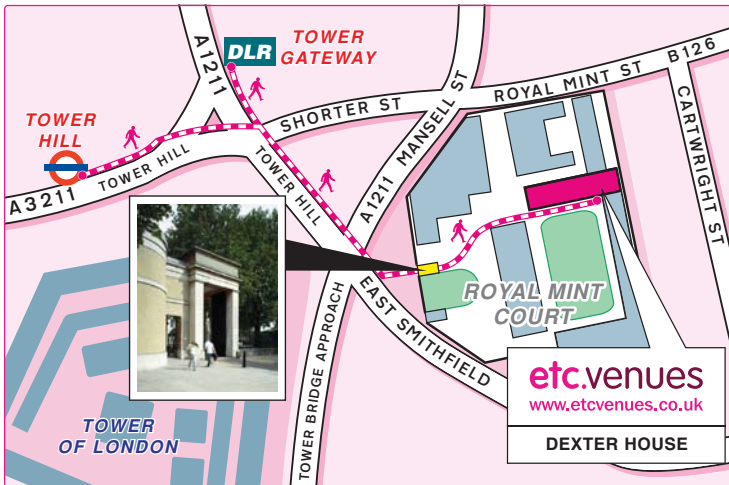 A1211
DLR
TOWER
GATEWAY
TOWER
HILL
A3211
TOWER HILL
TOWER HILL
SHORTER ST
A1211 MANSELL ST
ROYAL MINT ST
B126
CARTWRIGHT ST
ROYAL MINT
COURT
EAST SMITHFIELD
TOWER BRIDGE APPROACH
TOWER
OF LONDON
etc.venues
www.etcvenues.co.uk
DEXTER HOUSE